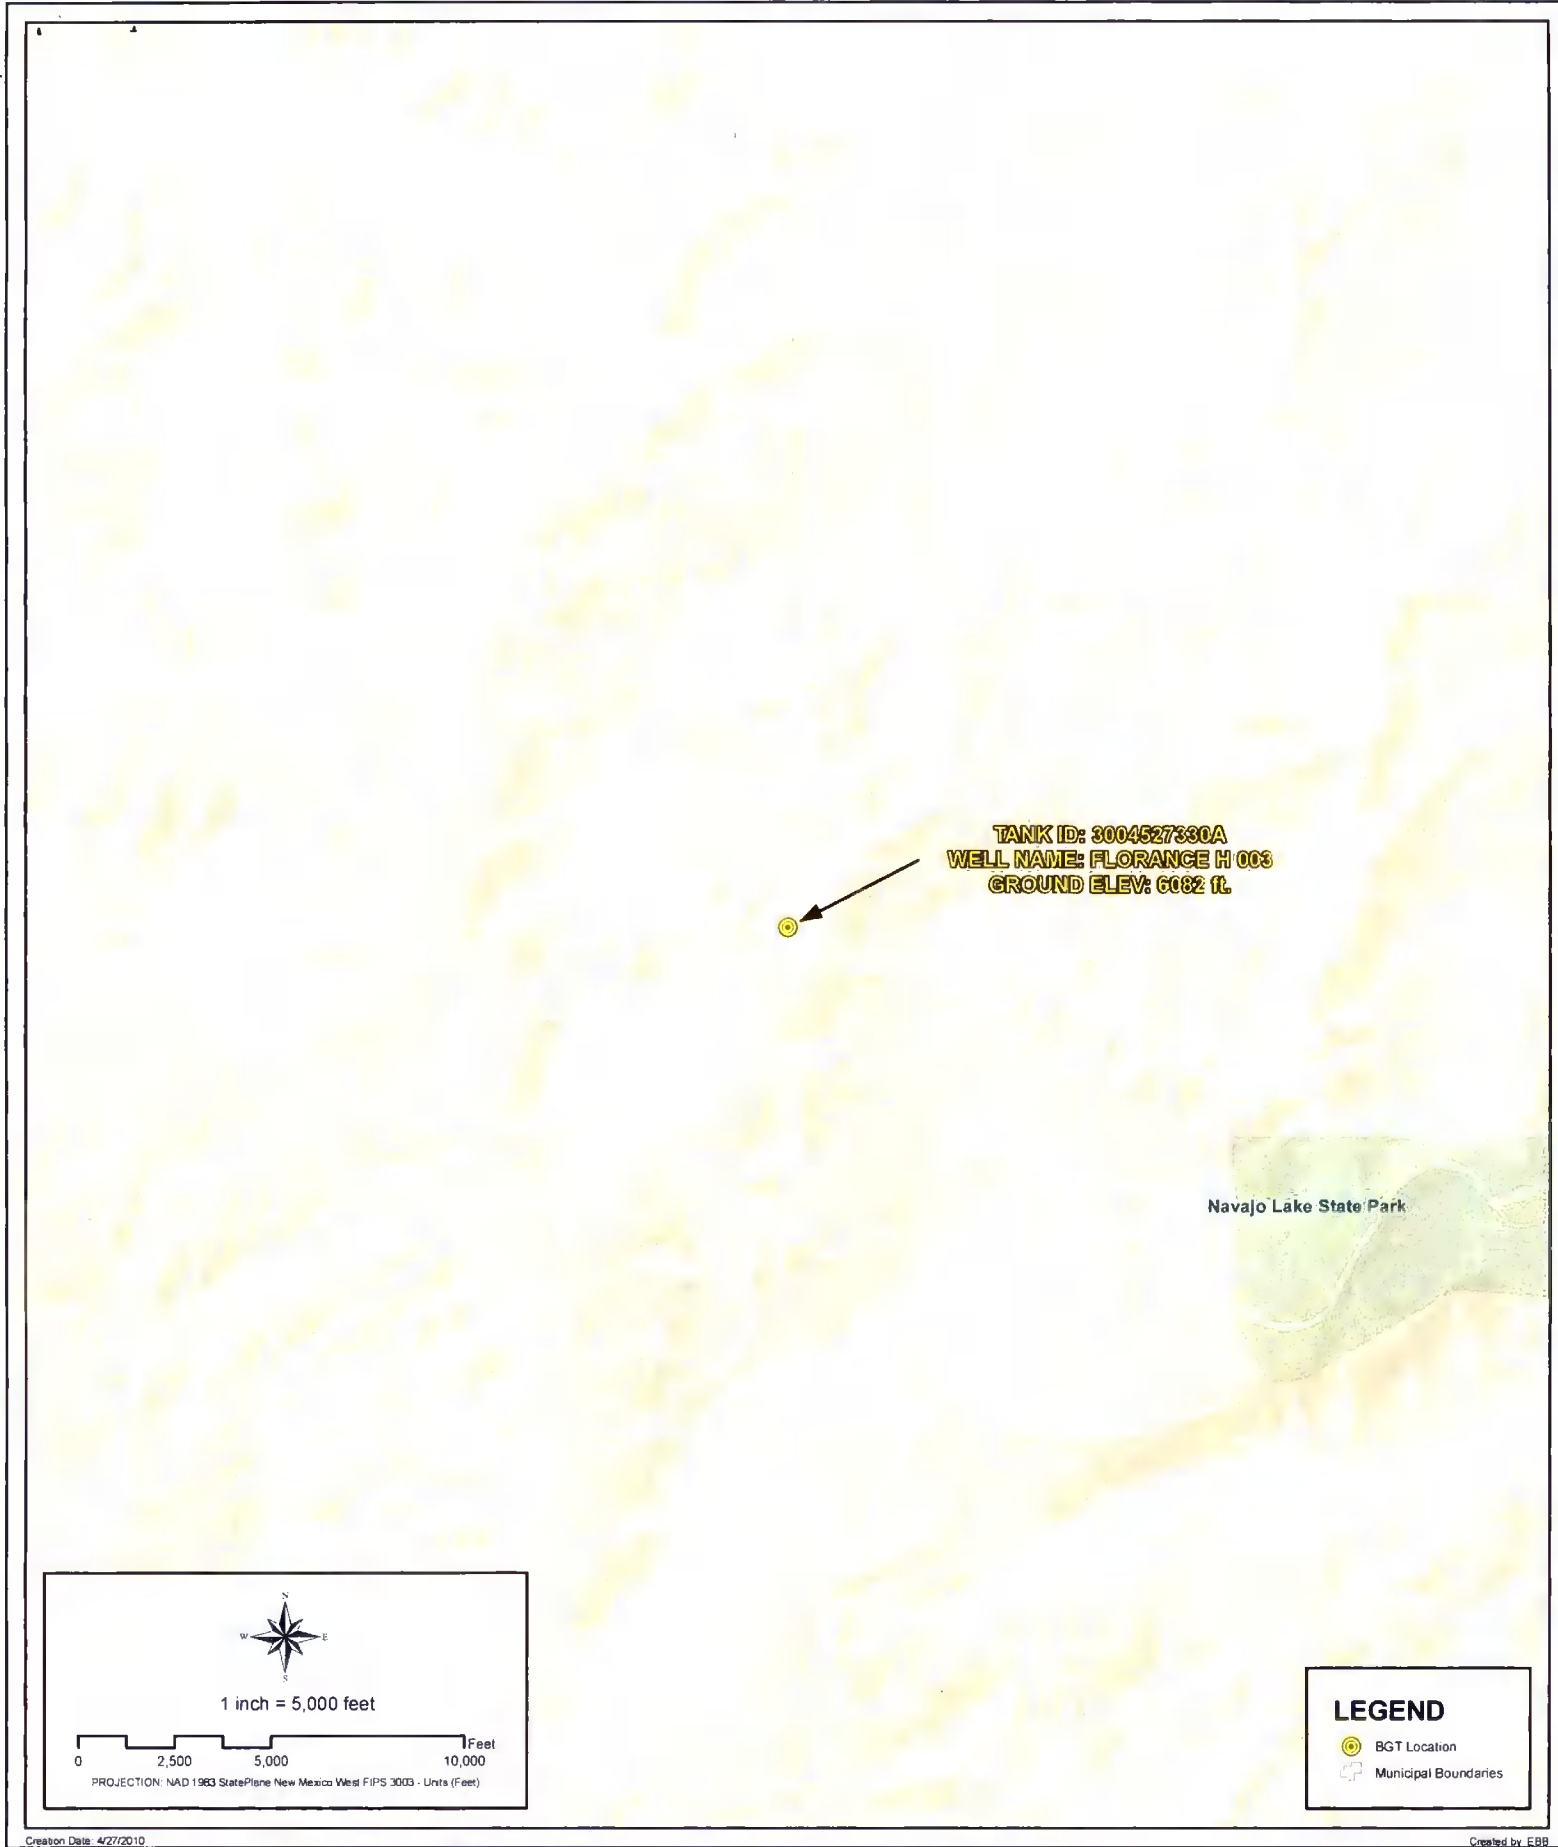 TANK ID: 3004527330A
WELL NAME: FLORANCE H 003
GROUND ELEV: 6082 ft.
Navajo Lake State Park
N
W E
S
1 inch = 5,000 feet
Feet
0 2,500 5,000 10,000
PROJECTION: NAD 1983 StatePlane New Mexico West FIPS 3003 - Units (Feet)
LEGEND
BGT Location
Municipal Boundaries
Creation Date: 4/27/2010
Created by EBB